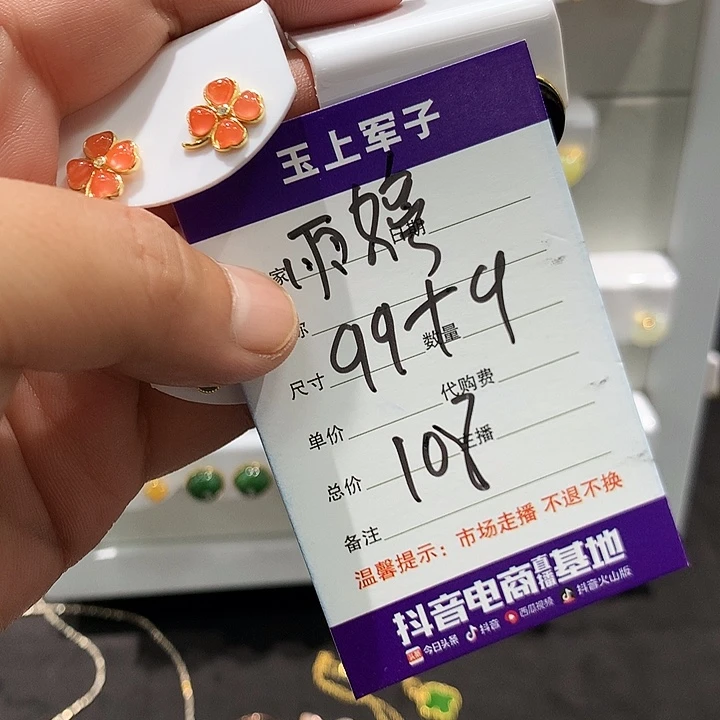 玉上军子
家 雨婷 日期
称
99+9 数量
尺寸 代购费
单价 主播
108
总价
备注
温馨提示：市场走播 不退不换
抖音电商直播基地
今日头条 抖音 西瓜视频 抖音火山版